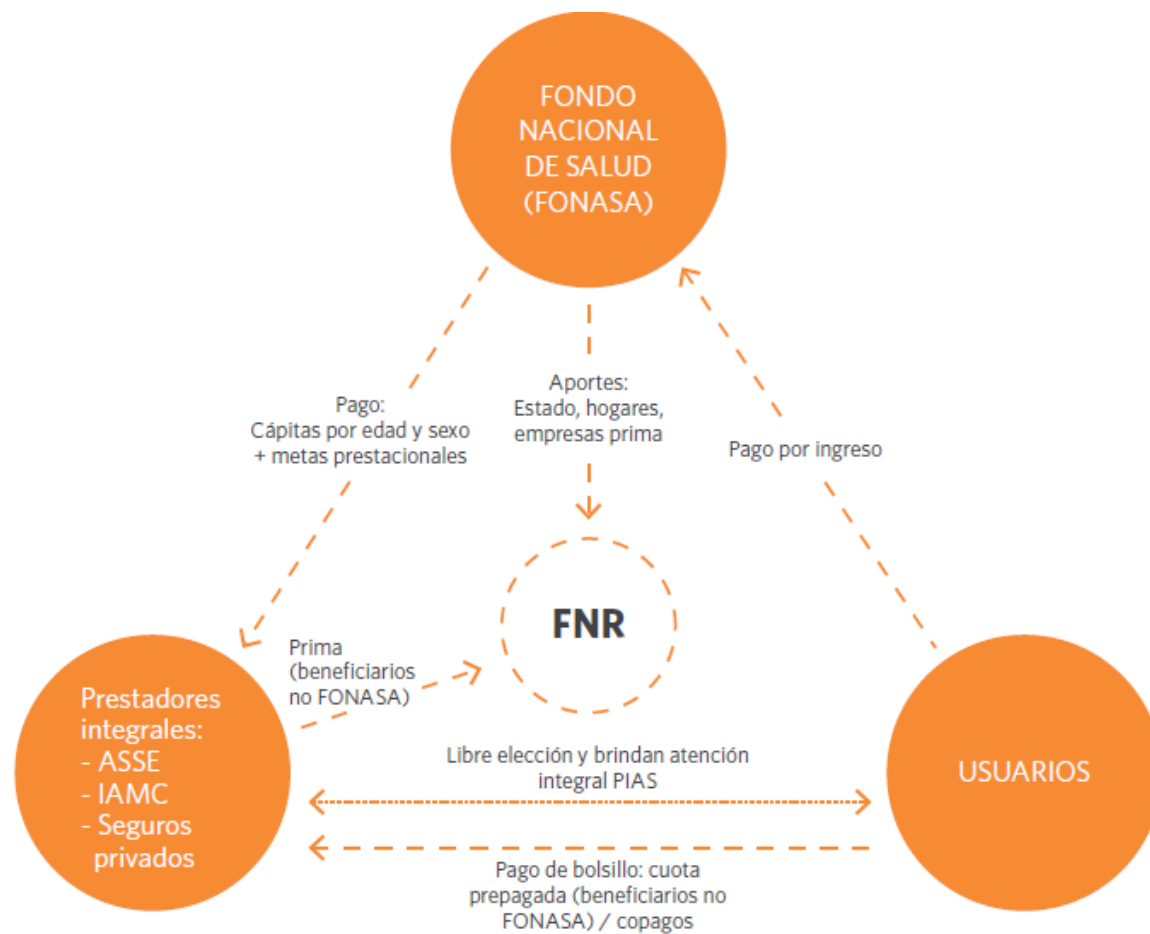 FONDO
NACIONAL
DE SALUD
(FONASA)
Pago:
Cápitas por edad y sexo
+ metas prestacionales
Aportes:
Estado, hogares,
empresas prima
Pago por ingreso
FNR
Prima
(beneficiarios
no FONASA)
Prestadores
integrales:
- ASSE
- IAMC
- Seguros
privados
Libre elección y brindan atención
integral PIAS
USUARIOS
Pago de bolsillo: cuota
prepagada (beneficiarios no
FONASA) / copagos